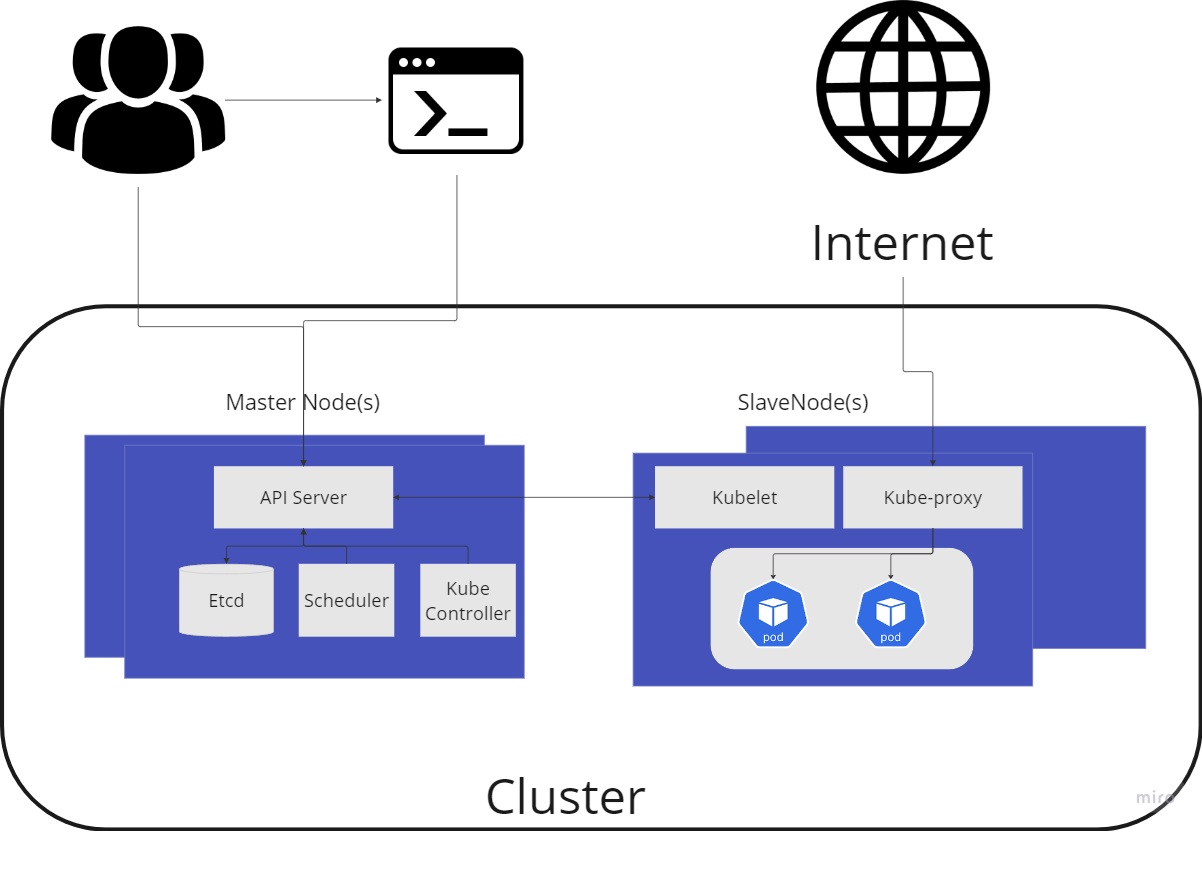 Internet
Master Node(s)
SlaveNode(s)
API Server
Kubelet
Kube-proxy
Etcd
Scheduler
Kube
Controller
pod
pod
Cluster
miro